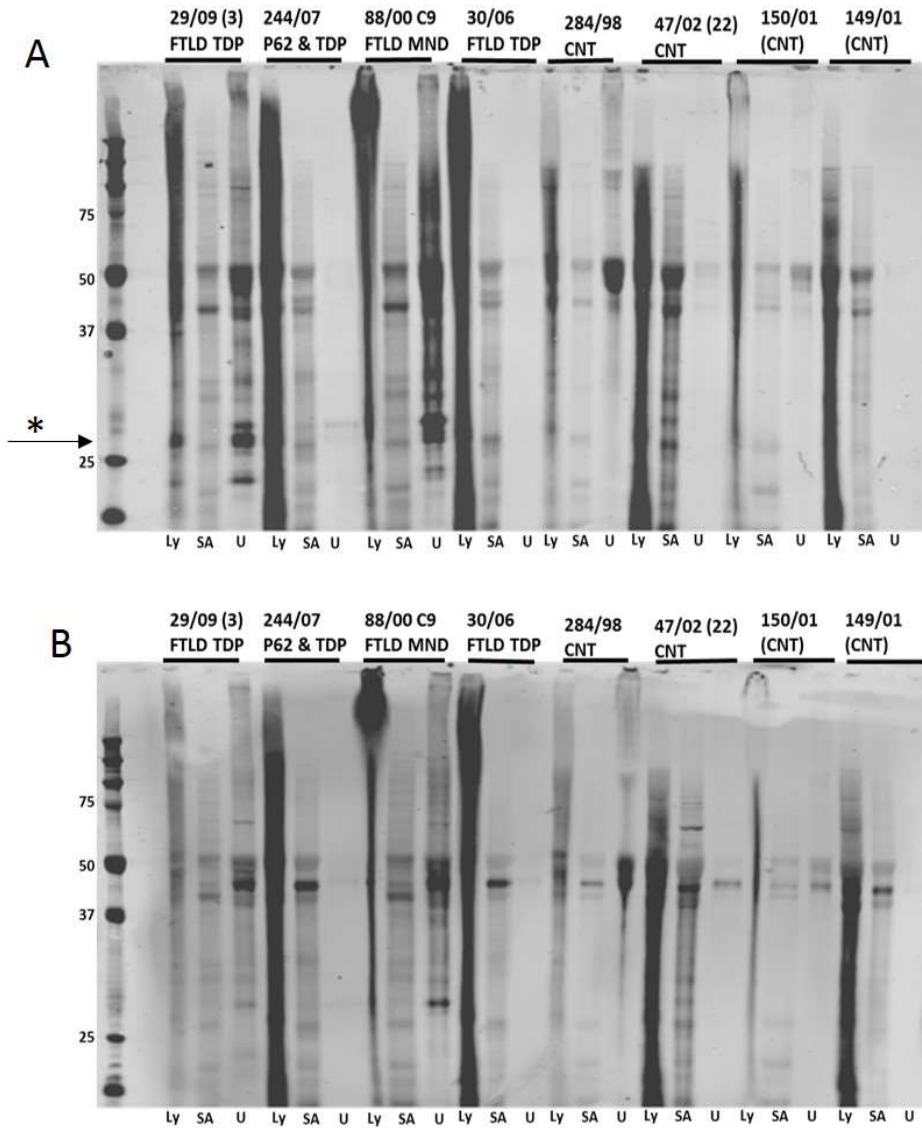 A
29/09 (3) 244/07 88/00 C9 30/06 284/98 47/02 (22) 150/01 149/01
FTLD TDP P62 & TDP FTLD MND FTLD TDP CNT CNT (CNT) (CNT)
75
50
37
*
25
Ly SA U Ly SA U Ly SA U Ly SA U Ly SA U Ly SA U Ly SA U Ly SA U
B
29/09 (3) 244/07 88/00 C9 30/06 284/98 47/02 (22) 150/01 149/01
FTLD TDP P62 & TDP FTLD MND FTLD TDP CNT CNT (CNT) (CNT)
75
50
37
25
Ly SA U Ly SA U Ly SA U Ly SA U Ly SA U Ly SA U Ly SA U Ly SA U